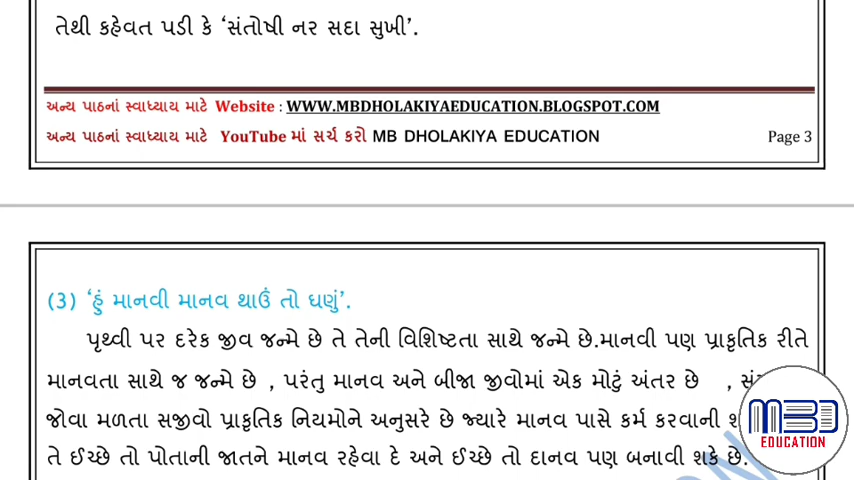 તેથી કહેવત પડી કે ‘સંતોષી નર સદા સુખી’.
અન્ય પાઠનાં સ્વાધ્યાય માટે Website : WWW.MBDHOLAKIYAEDUCATION.BLOGSPOT.COM
અન્ય પાઠનાં સ્વાધ્યાય માટે YouTube માં સર્ચ કરો MB DHOLAKIYA EDUCATION Page 3
(3) ‘હું માનવી માનવ થાઉં તો ઘણું’.
પૃથ્વી પર દરેક જીવ જન્મે છે તે તેની વિશિષ્ટતા સાથે જન્મે છે.માનવી પણ પ્રાકૃતિક રીતે
માનવતા સાથે જ જન્મે છે , પરંતુ માનવ અને બીજા જીવોમાં એક મોટું અંતર છે ,
જોવા મળતા સજીવો પ્રાકૃતિક નિયમોને અનુસરે છે જ્યારે માનવ પાસે કર્મ કરવાની
તે ઈચ્છે તો પોતાની જાતને માનવ રહેવા દે અને ઈચ્છે તો દાનવ પણ બનાવી શકે છે.
MBD
EDUCATION